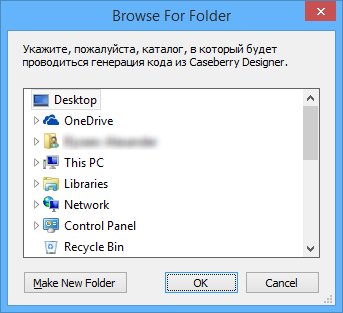 Browse For Folder
Укажите, пожалуйста, каталог, в который будет
проводиться генерация кода из Caseberry Designer.
Desktop
OneDrive
This PC
Libraries
Network
Control Panel
Recycle Bin
Make New Folder
OK
Cancel